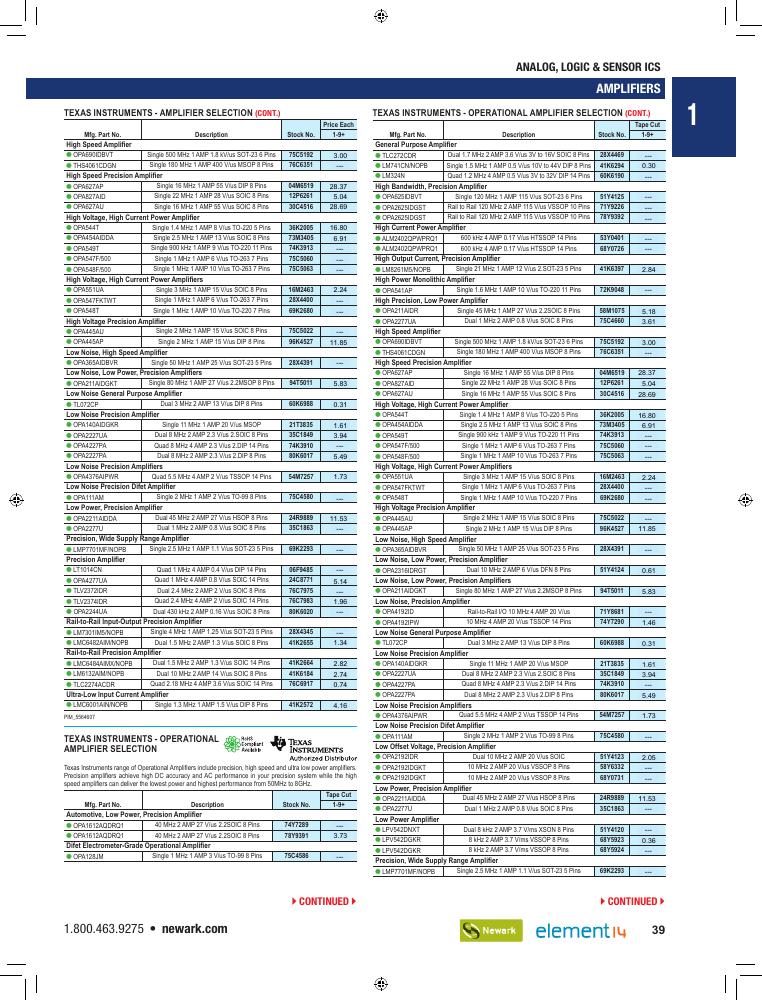 ANALOG, LOGIC & SENSOR ICS
AMPLIFIERS
1
TEXAS INSTRUMENTS - AMPLIFIER SELECTION (CONT.)
Price Each
Mfg. Part No. Description Stock No. 1-9+
High Speed Amplifier
OPA690IDBVT Single 500 MHz 1 AMP 1.8 kV/us SOT-23 6 Pins 75C5192 3.00
THS4061CDGN Single 180 MHz 1 AMP 400 V/us MSOP 8 Pins 76C6351 ---
High Speed Precision Amplifier
OPA627AP Single 16 MHz 1 AMP 55 V/us DIP 8 Pins 04M6519 28.37
OPA827AID Single 22 MHz 1 AMP 28 V/us SOIC 8 Pins 12P6261 5.04
OPA627AU Single 16 MHz 1 AMP 55 V/us SOIC 8 Pins 30C4516 28.69
High Voltage, High Current Power Amplifier
OPA544T Single 1.4 MHz 1 AMP 8 V/us TO-220 5 Pins 36K2005 16.80
OPA454AIDDA Single 2.5 MHz 1 AMP 13 V/us SOIC 8 Pins 73M3405 6.91
OPA549T Single 900 kHz 1 AMP 9 V/us TO-220 11 Pins 74K3913 ---
OPA547F/500 Single 1 MHz 1 AMP 6 V/us TO-263 7 Pins 75C5060 ---
OPA548F/500 Single 1 MHz 1 AMP 10 V/us TO-263 7 Pins 75C5063 ---
High Voltage, High Current Power Amplifiers
OPA551UA Single 3 MHz 1 AMP 15 V/us SOIC 8 Pins 16M2463 2.24
OPA547FKTWT Single 1 MHz 1 AMP 6 V/us TO-263 7 Pins 28X4400 ---
OPA548T Single 1 MHz 1 AMP 10 V/us TO-220 7 Pins 69K2680 ---
High Voltage Precision Amplifier
OPA445AU Single 2 MHz 1 AMP 15 V/us SOIC 8 Pins 75C5022 ---
OPA445AP Single 2 MHz 1 AMP 15 V/us DIP 8 Pins 96K4527 11.85
Low Noise, High Speed Amplifier
OPA365AIDBVR Single 50 MHz 1 AMP 25 V/us SOT-23 5 Pins 28X4391 ---
Low Noise, Low Power, Precision Amplifiers
OPA211AIDGKT Single 80 MHz 1 AMP 27 V/us 2.2MSOP 8 Pins 94T5011 5.83
Low Noise General Purpose Amplifier
TL072CP Dual 3 MHz 2 AMP 13 V/us DIP 8 Pins 60K6988 0.31
Low Noise Precision Amplifier
OPA140AIDGKR Single 11 MHz 1 AMP 20 V/us MSOP 21T3835 1.61
OPA2227UA Dual 8 MHz 2 AMP 2.3 V/us 2.SOIC 8 Pins 35C1849 3.94
OPA4227PA Quad 8 MHz 4 AMP 2.3 V/us 2.DIP 14 Pins 74K3910 ---
OPA2227PA Dual 8 MHz 2 AMP 2.3 V/us 2.DIP 8 Pins 80K6017 5.49
Low Noise Precision Amplifiers
OPA4376AIPWR Quad 5.5 MHz 4 AMP 2 V/us TSSOP 14 Pins 54M7257 1.73
Low Noise Precision Difet Amplifier
OPA111AM Single 2 MHz 1 AMP 2 V/us TO-99 8 Pins 75C4580 ---
Low Power, Precision Amplifier
OPA2211AIDDA Dual 45 MHz 2 AMP 27 V/us HSOP 8 Pins 24R9889 11.53
OPA2277U Dual 1 MHz 2 AMP 0.8 V/us SOIC 8 Pins 35C1863 ---
Precision, Wide Supply Range Amplifier
LMP7701MF/NOPB Single 2.5 MHz 1 AMP 1.1 V/us SOT-23 5 Pins 69K2293 ---
Precision Amplifier
LT1014CN Quad 1 MHz 4 AMP 0.4 V/us DIP 14 Pins 06F9485 ---
OPA4277UA Quad 1 MHz 4 AMP 0.8 V/us SOIC 14 Pins 24C8771 5.14
TLV2372IDR Dual 2.4 MHz 2 AMP 2 V/us SOIC 8 Pins 76C7975 ---
TLV2374IDR Quad 2.4 MHz 4 AMP 2 V/us SOIC 14 Pins 76C7983 1.96
OPA2244UA Dual 430 kHz 2 AMP 0.16 V/us SOIC 8 Pins 80K6020 ---
Rail-to-Rail Input-Output Precision Amplifier
LM7301IM5/NOPB Single 4 MHz 1 AMP 1.25 V/us SOT-23 5 Pins 28X4345 ---
LMC6482AIM/NOPB Dual 1.5 MHz 2 AMP 1.3 V/us SOIC 8 Pins 41K2655 1.34
Rail-to-Rail Precision Amplifier
LMC6484AIMX/NOPB Dual 1.5 MHz 2 AMP 1.3 V/us SOIC 14 Pins 41K2664 2.82
LM6132AIM/NOPB Dual 10 MHz 2 AMP 14 V/us SOIC 8 Pins 41K6184 2.74
TLC2274ACDR Quad 2.18 MHz 4 AMP 3.6 V/us SOIC 14 Pins 76C6917 0.74
Ultra-Low Input Current Amplifier
LMC6001AIN/NOPB Single 1.3 MHz 1 AMP 1.5 V/us DIP 8 Pins 41K2572 4.16
PIM_5564607
TEXAS INSTRUMENTS - OPERATIONAL
AMPLIFIER SELECTION
RoHS Compliant Available
TEXAS INSTRUMENTS
Authorized Distributor
Texas Instruments range of Operational Amplifiers include precision, high speed and ultra low power amplifiers.
Precision amplifiers achieve high DC accuracy and AC performance in your precision system while the high
speed amplifiers can deliver the lowest power and highest performance from 50MHz to 8GHz.
Tape Cut
Mfg. Part No. Description Stock No. 1-9+
Automotive, Low Power, Precision Amplifier
OPA1612AQDRQ1 40 MHz 2 AMP 27 V/us 2.2SOIC 8 Pins 74Y7289 ---
OPA1612AQDRQ1 40 MHz 2 AMP 27 V/us 2.2SOIC 8 Pins 78Y9391 3.73
Difet Electrometer-Grade Operational Amplifier
OPA128JM Single 1 MHz 1 AMP 3 V/us TO-99 8 Pins 75C4586 ---
CONTINUED
TEXAS INSTRUMENTS - OPERATIONAL AMPLIFIER SELECTION (CONT.)
Tape Cut
Mfg. Part No. Description Stock No. 1-9+
General Purpose Amplifier
TLC272CDR Dual 1.7 MHz 2 AMP 3.6 V/us 3V to 16V SOIC 8 Pins 28X4469 ---
LM741CN/NOPB Single 1.5 MHz 1 AMP 0.5 V/us 10V to 44V DIP 8 Pins 41K6294 0.30
LM324N Quad 1.2 MHz 4 AMP 0.5 V/us 3V to 32V DIP 14 Pins 60K6190 ---
High Bandwidth, Precision Amplifier
OPA625IDBVT Single 120 MHz 1 AMP 115 V/us SOT-23 6 Pins 51Y4125 ---
OPA2625IDGST Rail to Rail 120 MHz 2 AMP 115 V/us VSSOP 10 Pins 71Y9226 ---
OPA2625IDGST Rail to Rail 120 MHz 2 AMP 115 V/us VSSOP 10 Pins 78Y9392 ---
High Current Power Amplifier
ALM2402QPWPRQ1 600 kHz 4 AMP 0.17 V/us HTSSOP 14 Pins 53Y0401 ---
ALM2402QPWPRQ1 600 kHz 4 AMP 0.17 V/us HTSSOP 14 Pins 68Y0726 ---
High Output Current, Precision Amplifier
LM8261M5/NOPB Single 21 MHz 1 AMP 12 V/us 2.SOT-23 5 Pins 41K6397 2.84
High Power Monolithic Amplifier
OPA541AP Single 1.6 MHz 1 AMP 10 V/us TO-220 11 Pins 72K9048 ---
High Precision, Low Power Amplifier
OPA211AIDR Single 45 MHz 1 AMP 27 V/us 2.2SOIC 8 Pins 58M1075 5.18
OPA2277UA Dual 1 MHz 2 AMP 0.8 V/us SOIC 8 Pins 75C4660 3.61
High Speed Amplifier
OPA690IDBVT Single 500 MHz 1 AMP 1.8 kV/us SOT-23 6 Pins 75C5192 3.00
THS4061CDGN Single 180 MHz 1 AMP 400 V/us MSOP 8 Pins 76C6351 ---
High Speed Precision Amplifier
OPA627AP Single 16 MHz 1 AMP 55 V/us DIP 8 Pins 04M6519 28.37
OPA827AID Single 22 MHz 1 AMP 28 V/us SOIC 8 Pins 12P6261 5.04
OPA627AU Single 16 MHz 1 AMP 55 V/us SOIC 8 Pins 30C4516 28.69
High Voltage, High Current Power Amplifier
OPA544T Single 1.4 MHz 1 AMP 8 V/us TO-220 5 Pins 36K2005 16.80
OPA454AIDDA Single 2.5 MHz 1 AMP 13 V/us SOIC 8 Pins 73M3405 6.91
OPA549T Single 900 kHz 1 AMP 9 V/us TO-220 11 Pins 74K3913 ---
OPA547F/500 Single 1 MHz 1 AMP 6 V/us TO-263 7 Pins 75C5060 ---
OPA548F/500 Single 1 MHz 1 AMP 10 V/us TO-263 7 Pins 75C5063 ---
High Voltage, High Current Power Amplifiers
OPA551UA Single 3 MHz 1 AMP 15 V/us SOIC 8 Pins 16M2463 2.24
OPA547FKTWT Single 1 MHz 1 AMP 6 V/us TO-263 7 Pins 28X4400 ---
OPA548T Single 1 MHz 1 AMP 10 V/us TO-220 7 Pins 69K2680 ---
High Voltage Precision Amplifier
OPA445AU Single 2 MHz 1 AMP 15 V/us SOIC 8 Pins 75C5022 ---
OPA445AP Single 2 MHz 1 AMP 15 V/us DIP 8 Pins 96K4527 11.85
Low Noise, High Speed Amplifier
OPA365AIDBVR Single 50 MHz 1 AMP 25 V/us SOT-23 5 Pins 28X4391 ---
Low Noise, Low Power, Precision Amplifier
OPA2316IDRGT Dual 10 MHz 2 AMP 6 V/us DFN 8 Pins 51Y4124 0.61
Low Noise, Low Power, Precision Amplifiers
OPA211AIDGKT Single 80 MHz 1 AMP 27 V/us 2.2MSOP 8 Pins 94T5011 5.83
Low Noise, Precision Amplifier
OPA4192ID Rail-to-Rail I/O 10 MHz 4 AMP 20 V/us 71Y8681 ---
OPA4192IPW 10 MHz 4 AMP 20 V/us TSSOP 14 Pins 74Y7290 1.46
Low Noise General Purpose Amplifier
TL072CP Dual 3 MHz 2 AMP 13 V/us DIP 8 Pins 60K6988 0.31
Low Noise Precision Amplifier
OPA140AIDGKR Single 11 MHz 1 AMP 20 V/us MSOP 21T3835 1.61
OPA2227UA Dual 8 MHz 2 AMP 2.3 V/us 2.SOIC 8 Pins 35C1849 3.94
OPA4227PA Quad 8 MHz 4 AMP 2.3 V/us 2.DIP 14 Pins 74K3910 ---
OPA2227PA Dual 8 MHz 2 AMP 2.3 V/us 2.DIP 8 Pins 80K6017 5.49
Low Noise Precision Amplifiers
OPA4376AIPWR Quad 5.5 MHz 4 AMP 2 V/us TSSOP 14 Pins 54M7257 1.73
Low Noise Precision Difet Amplifier
OPA111AM Single 2 MHz 1 AMP 2 V/us TO-99 8 Pins 75C4580 ---
Low Offset Voltage, Precision Amplifier
OPA2192IDR Dual 10 MHz 2 AMP 20 V/us SOIC 51Y4123 2.05
OPA2192IDGKT 10 MHz 2 AMP 20 V/us VSSOP 8 Pins 58Y6332 ---
OPA2192IDGKT 10 MHz 2 AMP 20 V/us VSSOP 8 Pins 68Y0731 ---
Low Power, Precision Amplifier
OPA2211AIDDA Dual 45 MHz 2 AMP 27 V/us HSOP 8 Pins 24R9889 11.53
OPA2277U Dual 1 MHz 2 AMP 0.8 V/us SOIC 8 Pins 35C1863 ---
Low Power Amplifier
LPV542DNXT Dual 8 kHz 2 AMP 3.7 V/ms XSON 8 Pins 51Y4120 ---
LPV542DGKR 8 kHz 2 AMP 3.7 V/ms VSSOP 8 Pins 68Y5923 0.36
LPV542DGKR 8 kHz 2 AMP 3.7 V/ms VSSOP 8 Pins 68Y5924 ---
Precision, Wide Supply Range Amplifier
LMP7701MF/NOPB Single 2.5 MHz 1 AMP 1.1 V/us SOT-23 5 Pins 69K2293 ---
CONTINUED
1.800.463.9275 • newark.com
Newark
element14
39